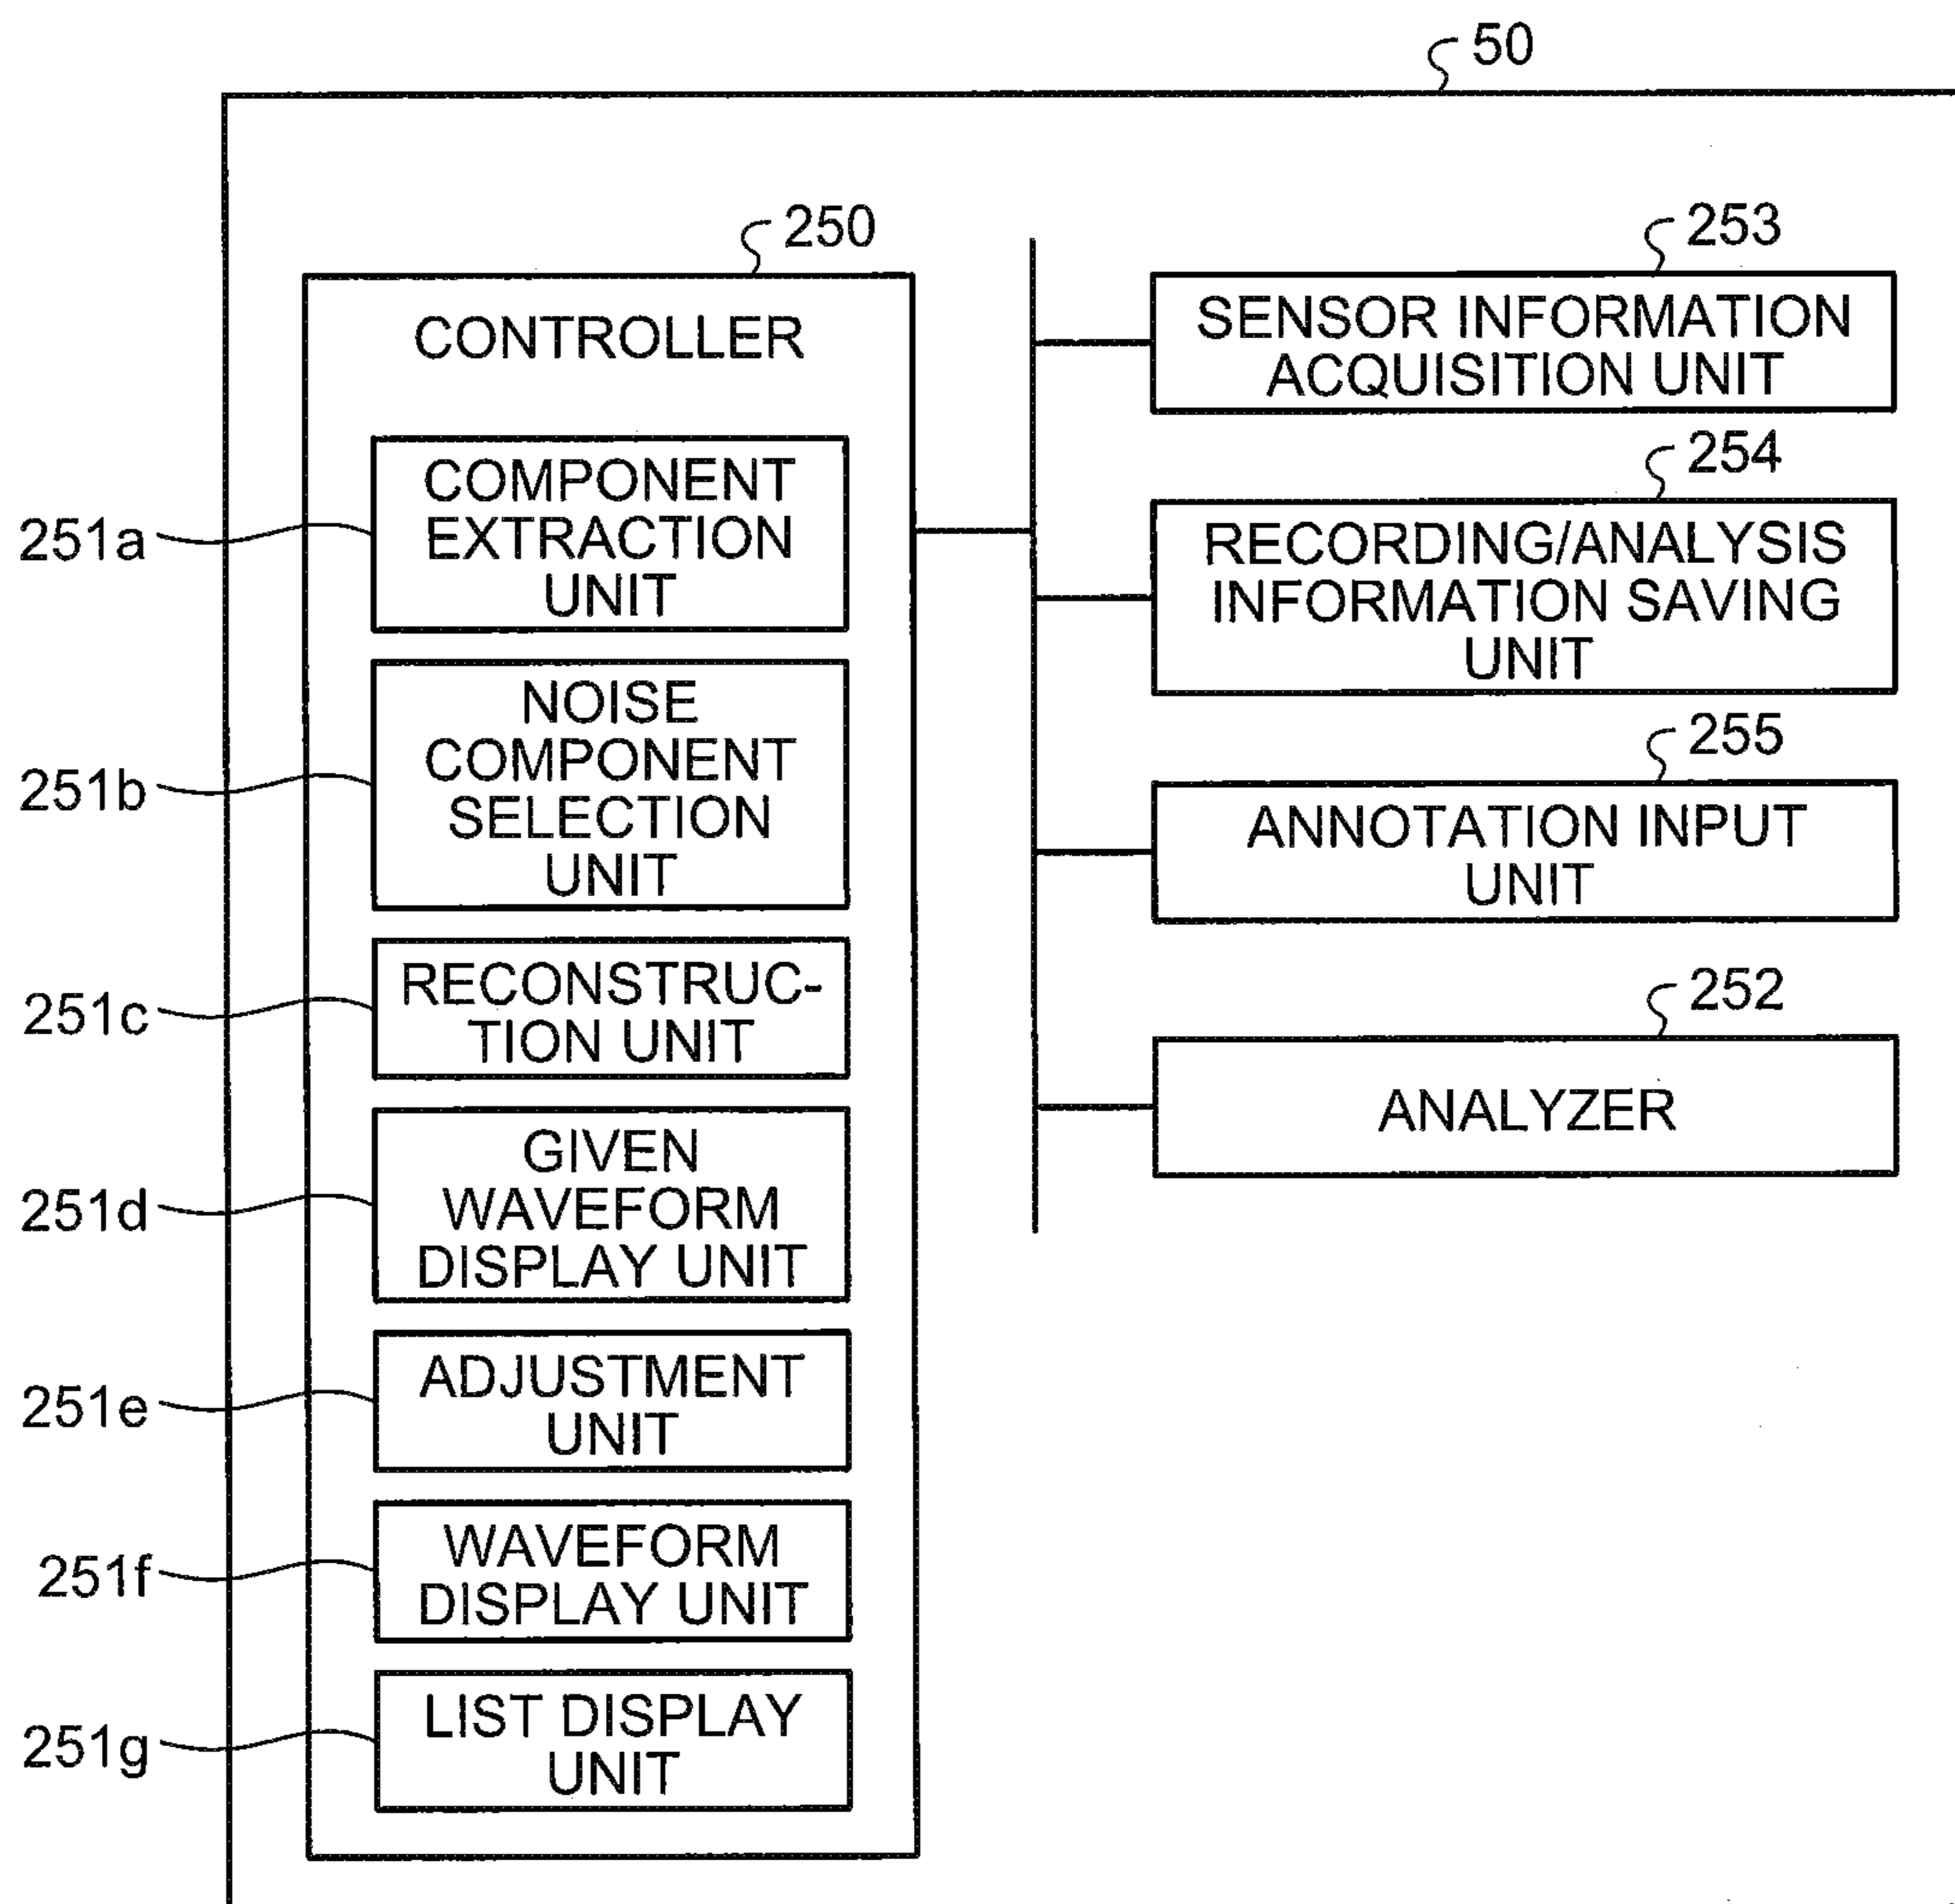 50
250
CONTROLLER
251a
COMPONENT
EXTRACTION
UNIT
251b
NOISE
COMPONENT
SELECTION
UNIT
251c
RECONSTRUC-
TION UNIT
251d
GIVEN
WAVEFORM
DISPLAY UNIT
251e
ADJUSTMENT
UNIT
251f
WAVEFORM
DISPLAY UNIT
251g
LIST DISPLAY
UNIT
253
SENSOR INFORMATION
ACQUISITION UNIT
254
RECORDING/ANALYSIS
INFORMATION SAVING
UNIT
255
ANNOTATION INPUT
UNIT
252
ANALYZER